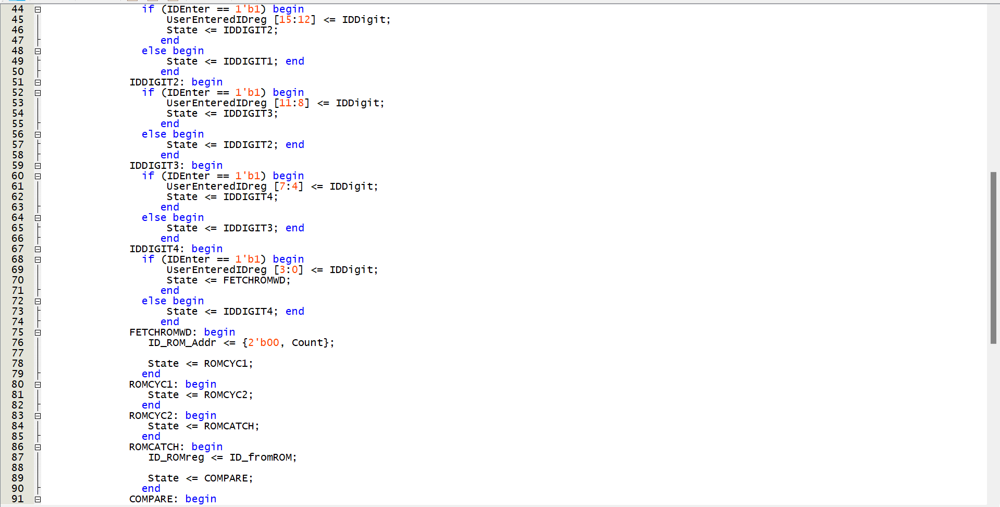 44 if (IDEnter == 1'b1) begin
45 UserEnteredIDreg [15:12] <= IDDigit;
46 State <= IDDIGIT2;
47 end
48 else begin
49 State <= IDDIGIT1; end
50 end
51 IDDIGIT2: begin
52 if (IDEnter == 1'b1) begin
53 UserEnteredIDreg [11:8] <= IDDigit;
54 State <= IDDIGIT3;
55 end
56 else begin
57 State <= IDDIGIT2; end
58 end
59 IDDIGIT3: begin
60 if (IDEnter == 1'b1) begin
61 UserEnteredIDreg [7:4] <= IDDigit;
62 State <= IDDIGIT4;
63 end
64 else begin
65 State <= IDDIGIT3; end
66 end
67 IDDIGIT4: begin
68 if (IDEnter == 1'b1) begin
69 UserEnteredIDreg [3:0] <= IDDigit;
70 State <= FETCHROMWD;
71 end
72 else begin
73 State <= IDDIGIT4; end
74 end
75 FETCHROMWD: begin
76 ID_ROM_Addr <= {2'b00, Count};
77
78 State <= ROMCYC1;
79 end
80 ROMCYC1: begin
81 State <= ROMCYC2;
82 end
83 ROMCYC2: begin
84 State <= ROMCATCH;
85 end
86 ROMCATCH: begin
87 ID_ROMreg <= ID_fromROM;
88
89 State <= COMPARE;
90 end
91 COMPARE: begin